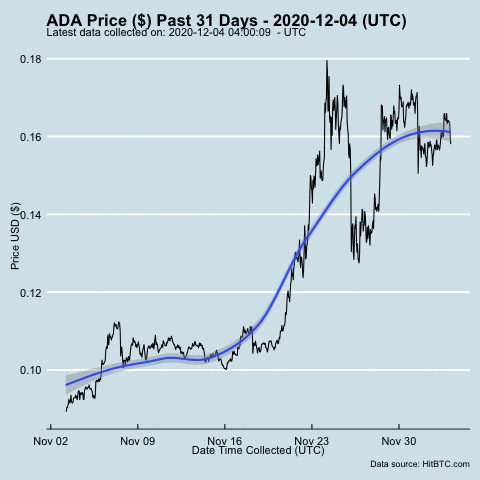 ADA Price ($) Past 31 Days - 2020-12-04 (UTC)
Latest data collected on: 2020-12-04 04:00:09 - UTC
0.18
0.16
0.14
0.12
0.10
Price USD ($)
Nov 02 Nov 09 Nov 16 Nov 23 Nov 30
Date Time Collected (UTC)
Data source: HitBTC.com